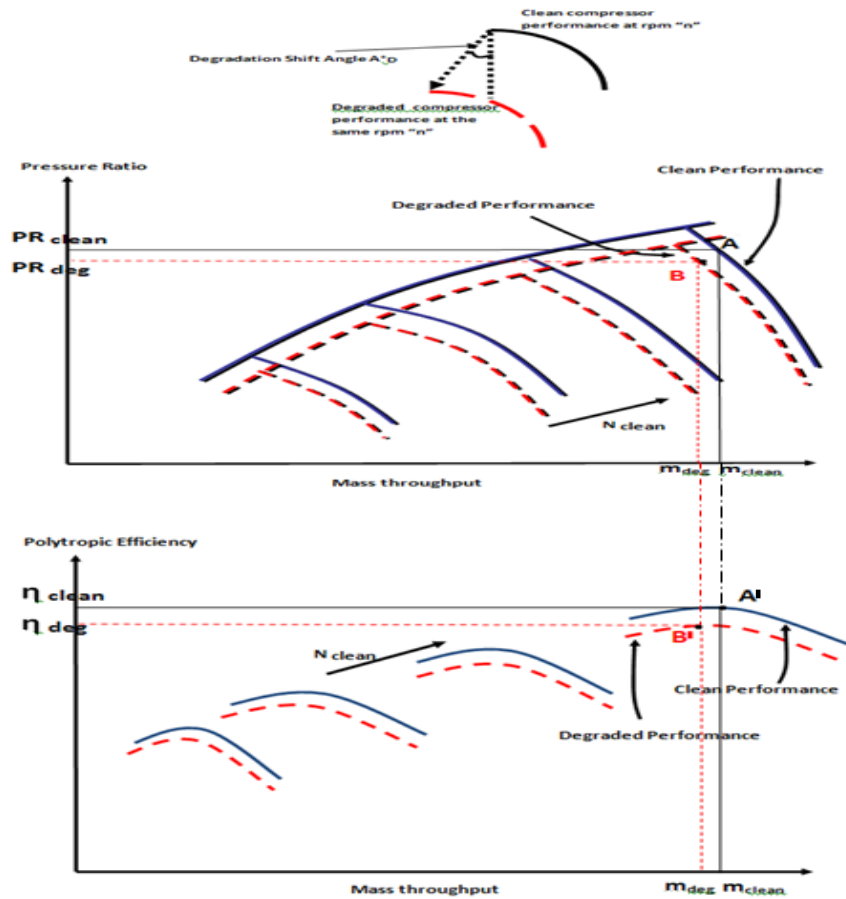 Clean compressor
performance at rpm “n”
Degradation Shift Angle A°D
Degraded compressor
performance at the
same rpm “n”
Pressure Ratio
Clean Performance
Degraded Performance
PR clean
A
PR deg
B
N clean
m deg m clean
Mass throughput
Polytropic Efficiency
η clean
A'
η deg
B'
N clean
Clean Performance
Degraded Performance
m deg m clean
Mass throughput